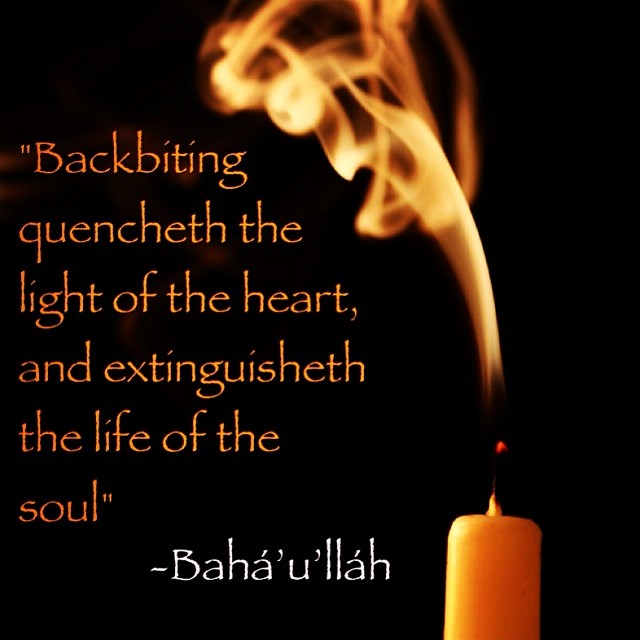 "Backbiting
quencheth the
light of the heart,
and extinguisheth
the life of the
soul"
~Bahá'u'lláh